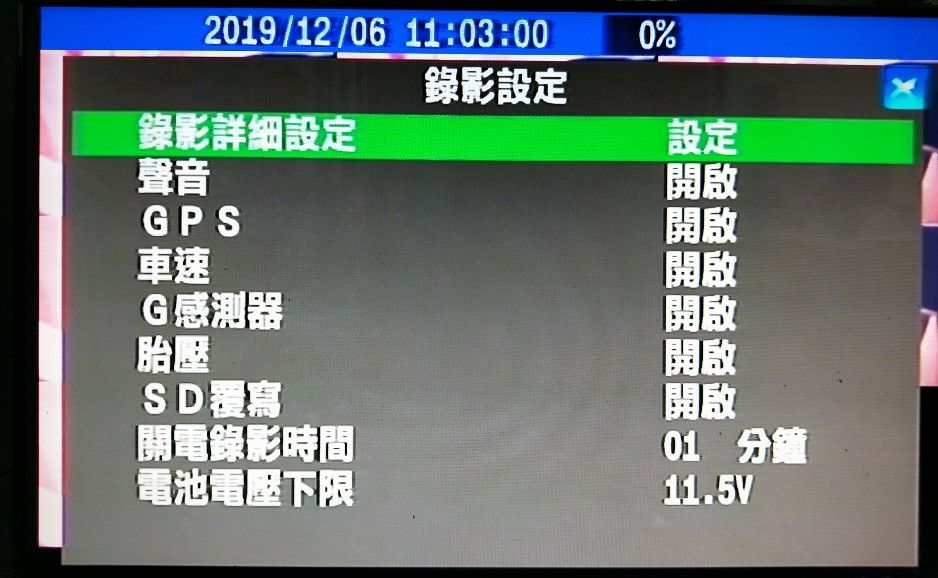 2019/12/06 11:03:00 0%
錄影設定
錄影詳細設定 設定
聲音 開啟
GPS 開啟
車速 開啟
G感測器 開啟
胎壓 開啟
SD覆寫 開啟
關電錄影時間 01 分鐘
電池電壓下限 11.5V